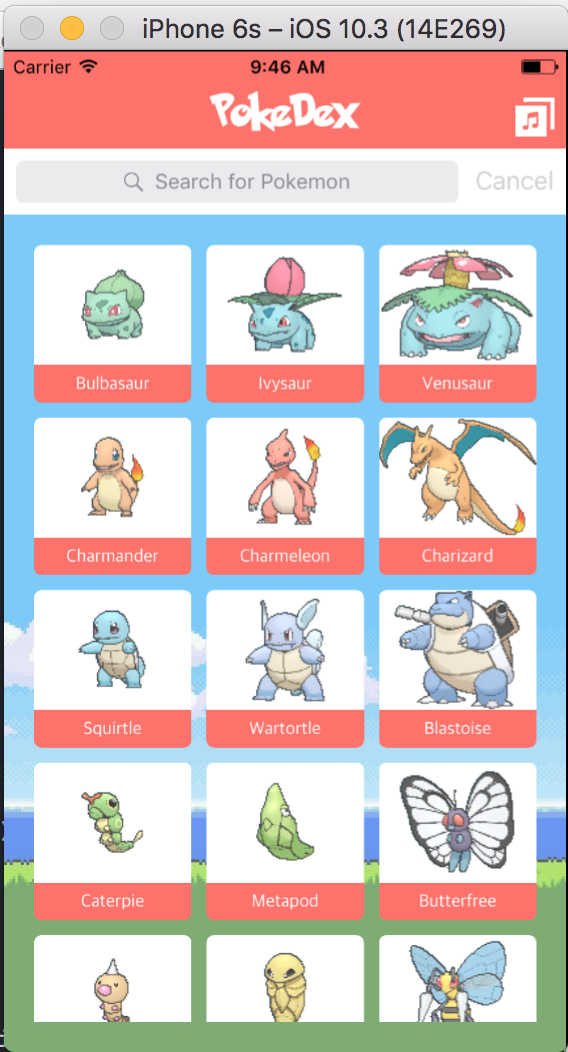 iPhone 6s – iOS 10.3 (14E269)
Carrier 9:46 AM
PokeDex
Search for Pokemon Cancel
Bulbasaur Ivysaur Venusaur
Charmander Charmeleon Charizard
Squirtle Wartortle Blastoise
Caterpie Metapod Butterfree